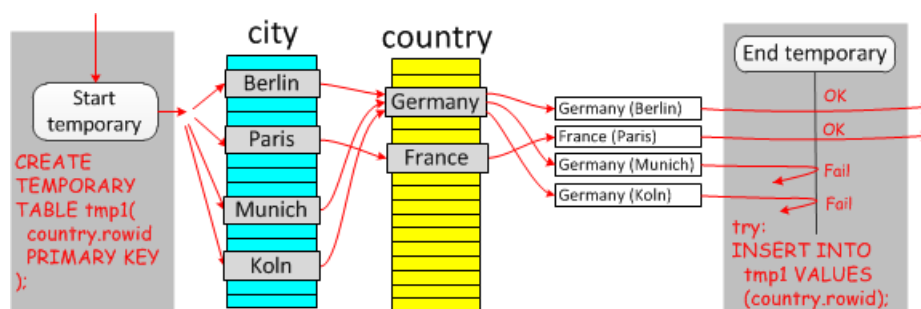 city
country
End temporary
Start
temporary
Berlin
Paris
Munich
Koln
Germany
France
Germany (Berlin)
France (Paris)
Germany (Munich)
Germany (Koln)
OK
OK
Fail
Fail
CREATE
TEMPORARY
TABLE tmp1(
country.rowid
PRIMARY KEY
);
try:
INSERT INTO
tmp1 VALUES
(country.rowid);